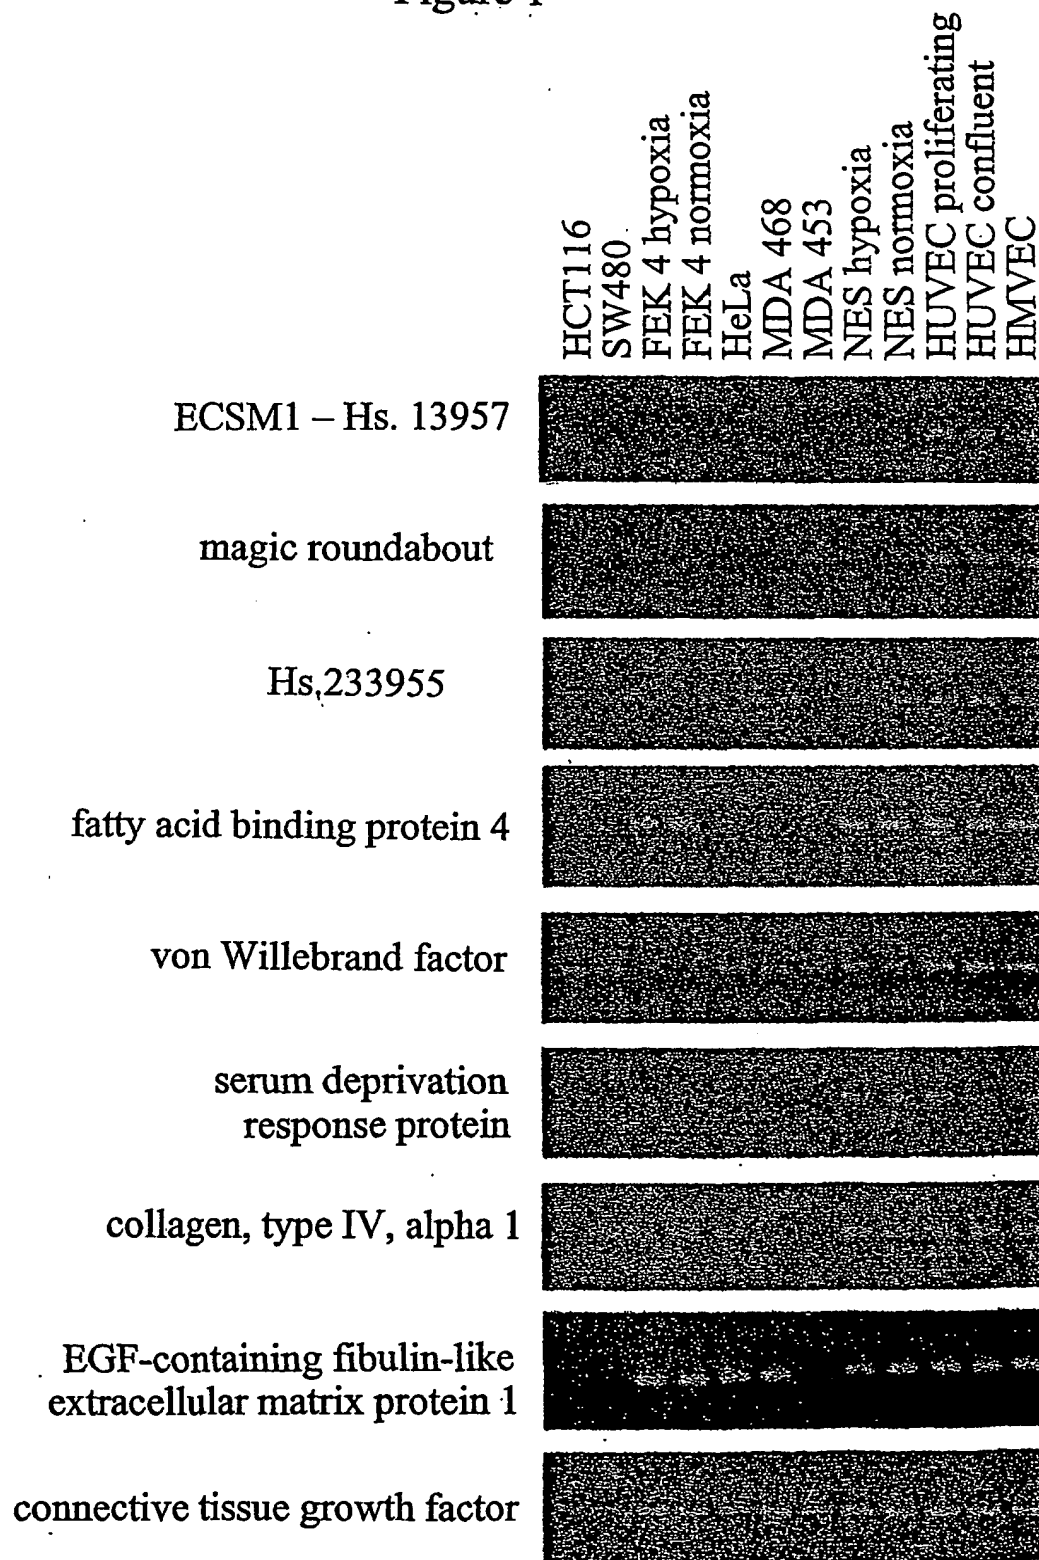 Figure 1
HCT116
SW480
FEK 4 hypoxia
FEK 4 normoxia
HeLa
MDA 468
MDA 453
NES hypoxia
NES normoxia
HUVEC proliferating
HUVEC confluent
HMVEC
ECSM1 – Hs. 13957
magic roundabout
Hs,233955
fatty acid binding protein 4
von Willebrand factor
serum deprivation
response protein
collagen, type IV, alpha 1
EGF-containing fibulin-like
extracellular matrix protein 1
connective tissue growth factor